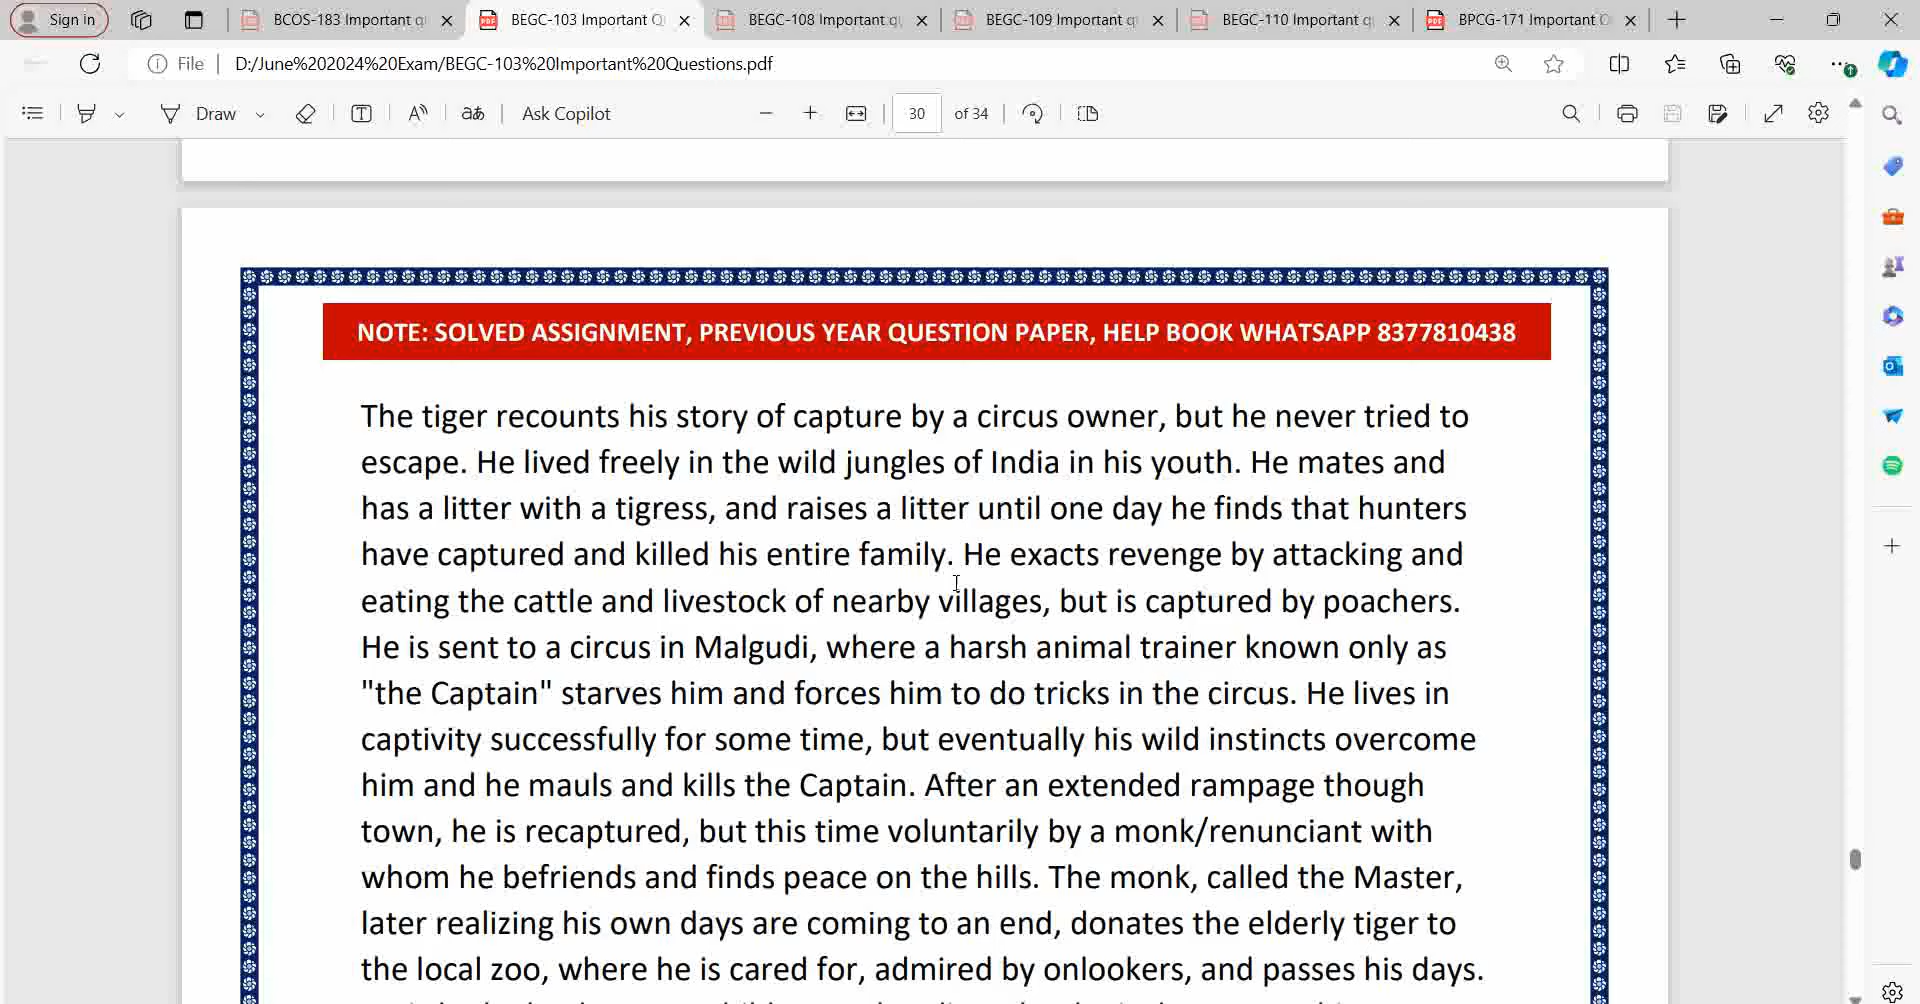 Sign in
BCOS-183 Important q
BEGC-103 Important Q
BEGC-108 Important q
BEGC-109 Important q
BEGC-110 Important q
BPCG-171 Important
File
D:/June%202024%20Exam/BEGC-103%20Important%20Questions.pdf
Draw
Ask Copilot
30 of 34
NOTE: SOLVED ASSIGNMENT, PREVIOUS YEAR QUESTION PAPER, HELP BOOK WHATSAPP 8377810438
The tiger recounts his story of capture by a circus owner, but he never tried to
escape. He lived freely in the wild jungles of India in his youth. He mates and
has a litter with a tigress, and raises a litter until one day he finds that hunters
have captured and killed his entire family. He exacts revenge by attacking and
eating the cattle and livestock of nearby villages, but is captured by poachers.
He is sent to a circus in Malgudi, where a harsh animal trainer known only as
"the Captain" starves him and forces him to do tricks in the circus. He lives in
captivity successfully for some time, but eventually his wild instincts overcome
him and he mauls and kills the Captain. After an extended rampage though
town, he is recaptured, but this time voluntarily by a monk/renunciant with
whom he befriends and finds peace on the hills. The monk, called the Master,
later realizing his own days are coming to an end, donates the elderly tiger to
the local zoo, where he is cared for, admired by onlookers, and passes his days.